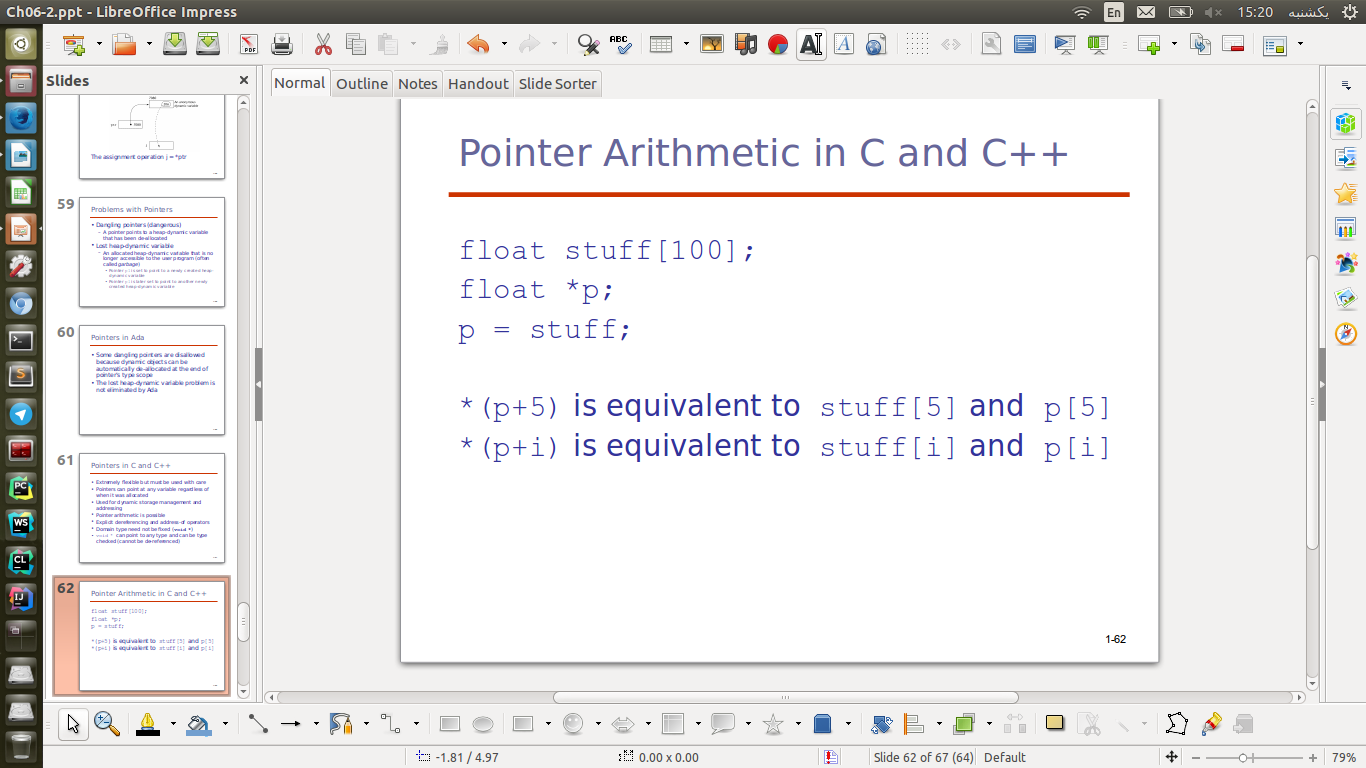 Ch06-2.ppt - LibreOffice Impress
En
15:20
یکشنبه
Slides
Normal
Outline
Notes
Handout
Slide Sorter
The assignment operation j = *ptr
59
Problems with Pointers
• Dangling pointers (dangerous)
– A pointer points to a heap-dynamic variable
that has been deallocated
• Lost heap-dynamic variable
– An allocated heap-dynamic variable that is no
longer accessible to the user program (often
called garbage)
60
Pointers in Ada
• Some dangling pointers are disallowed
because dynamic objects can be
automatically de-allocated at the end of
pointer's type scope
• The lost heap-dynamic variable problem is
not eliminated by Ada
61
Pointers in C and C++
• Extremely flexible but must be used with care
• Pointers can point at any variable regardless of
when it was allocated
• Used for dynamic storage management and
addressing
• Pointer arithmetic is possible
• Explicit dereferencing and address-of operators
• Domain type need not be fixed (void *)
• void * can point to any type and can be type
checked (cannot be de-referenced)
62
Pointer Arithmetic in C and C++
float stuff[100];
float *p;
p = stuff;
*(p+5) is equivalent to stuff[5] and p[5]
*(p+i) is equivalent to stuff[i] and p[i]
Pointer Arithmetic in C and C++
float stuff[100];
float *p;
p = stuff;
*(p+5) is equivalent to stuff[5] and p[5]
*(p+i) is equivalent to stuff[i] and p[i]
1-62
-1.81 / 4.97
0.00 x 0.00
Slide 62 of 67 (64)
Default
79%